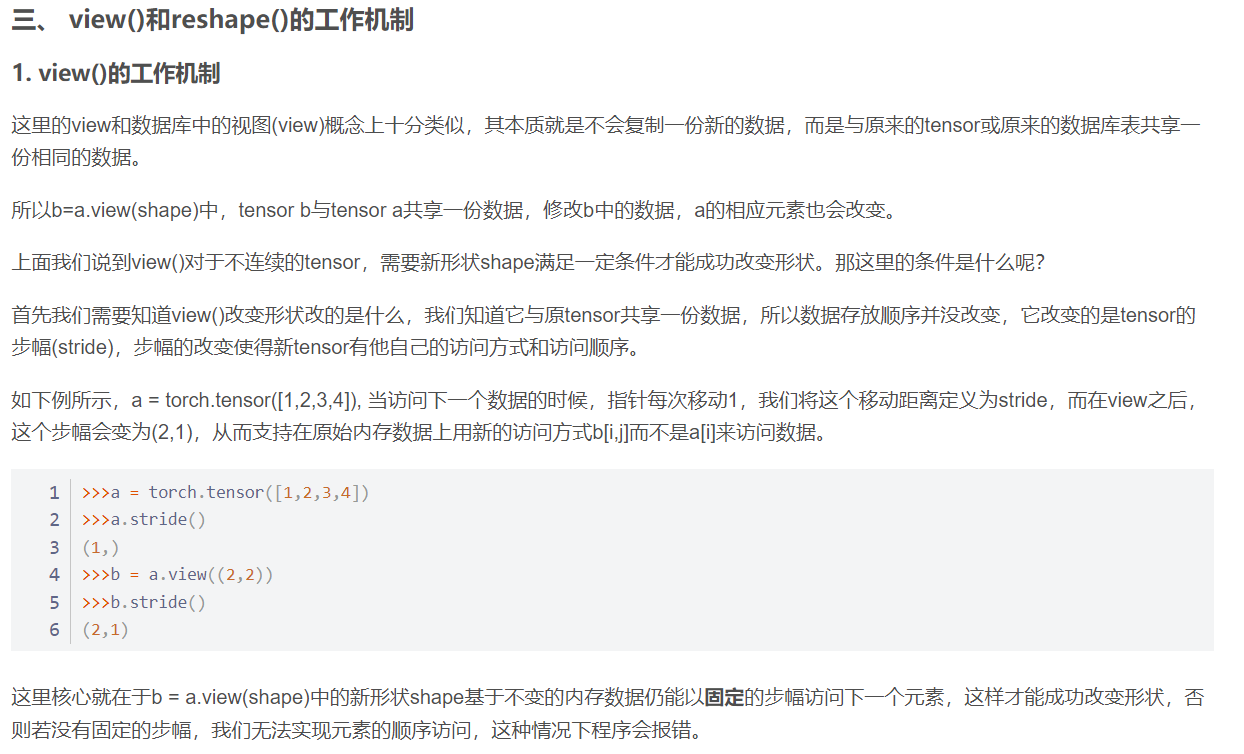 三、 view()和reshape()的工作机制
1. view()的工作机制
这里的view和数据库中的视图(view)概念上十分类似，其本质就是不会复制一份新的数据，而是与原来的tensor或原来的数据库表共享一
份相同的数据。
所以b=a.view(shape)中，tensor b与tensor a共享一份数据，修改b中的数据，a的相应元素也会改变。
上面我们说到view()对于不连续的tensor，需要新形状shape满足一定条件才能成功改变形状。那这里的条件是什么呢？
首先我们需要知道view()改变形状改的是什么，我们知道它与原tensor共享一份数据，所以数据存放顺序并没改变，它改变的是tensor的
步幅(stride)，步幅的改变使得新tensor有他自己的访问方式和访问顺序。
如下例所示，a = torch.tensor([1,2,3,4]), 当访问下一个数据的时候，指针每次移动1，我们将这个移动距离定义为stride，而在view之后，
这个步幅会变为(2,1)，从而支持在原始内存数据上用新的访问方式b[i,j]而不是a[i]来访问数据。
1 >>>a = torch.tensor([1,2,3,4])
2 >>>a.stride()
3 (1,)
4 >>>b = a.view((2,2))
5 >>>b.stride()
6 (2,1)
这里核心就在于b = a.view(shape)中的新形状shape基于不变的内存数据仍能以固定的步幅访问下一个元素，这样才能成功改变形状，否
则若没有固定的步幅，我们无法实现元素的顺序访问，这种情况下程序会报错。